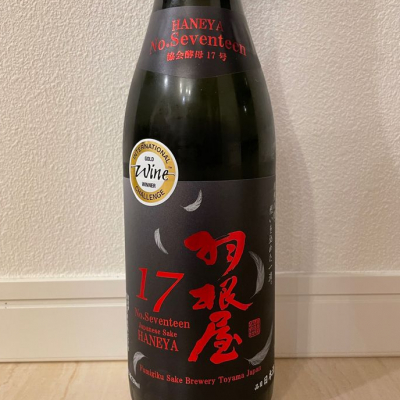 HANEYA
No.Seventeen
協会酵母17号
INTERNATIONAL
GOLD
Wine
WINNER
CHALLENGE
羽根屋
17
No.Seventeen
Japanese Sake
HANEYA
Fumigiku Sake Brewery Toyama Japan